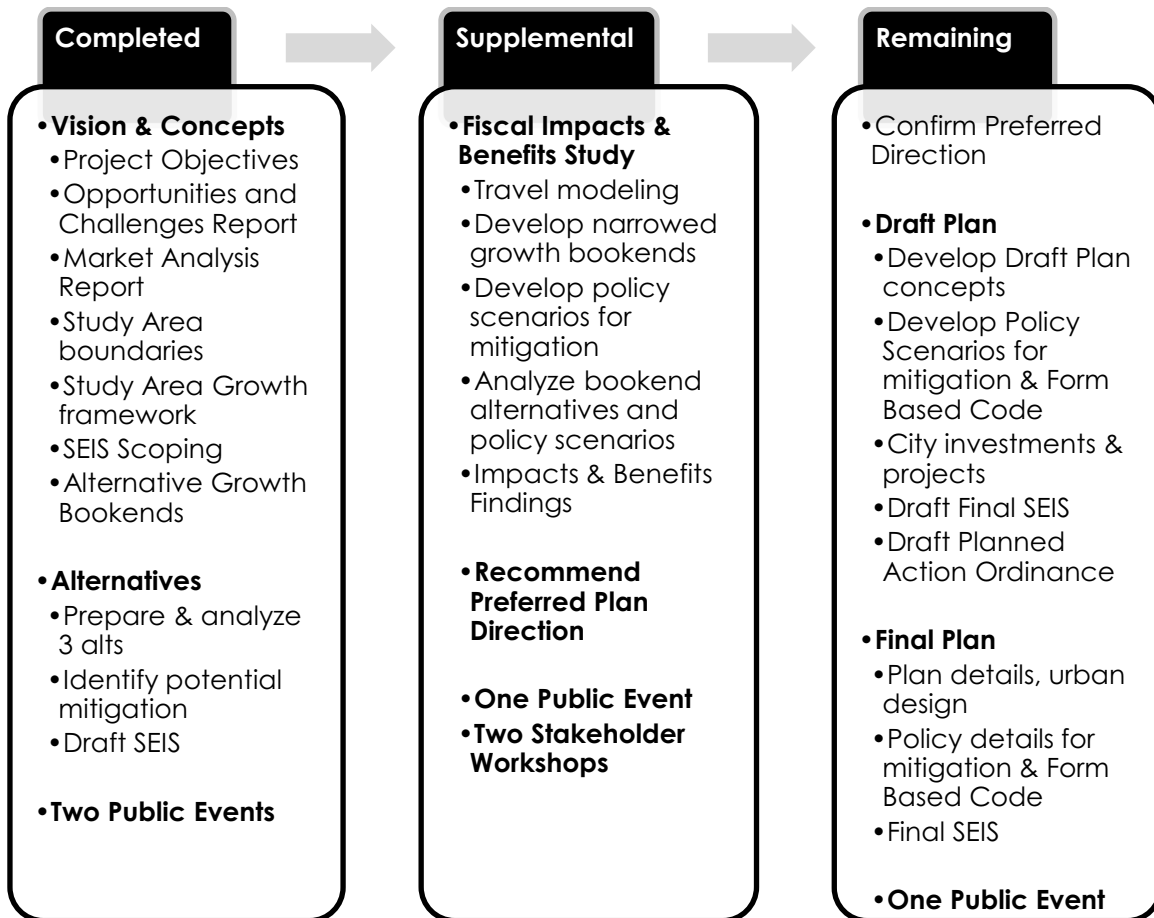 Completed
•Vision & Concepts
•Project Objectives
•Opportunities and
Challenges Report
•Market Analysis
Report
•Study Area
boundaries
•Study Area Growth
framework
•SEIS Scoping
•Alternative Growth
Bookends
•Alternatives
•Prepare & analyze
3 alts
•Identify potential
mitigation
•Draft SEIS
•Two Public Events
Supplemental
•Fiscal Impacts &
Benefits Study
•Travel modeling
•Develop narrowed
growth bookends
•Develop policy
scenarios for
mitigation
•Analyze bookend
alternatives and
policy scenarios
•Impacts & Benefits
Findings
•Recommend
Preferred Plan
Direction
•One Public Event
•Two Stakeholder
Workshops
Remaining
•Confirm Preferred
Direction
•Draft Plan
•Develop Draft Plan
concepts
•Develop Policy
Scenarios for
mitigation & Form
Based Code
•City investments &
projects
•Draft Final SEIS
•Draft Planned
Action Ordinance
•Final Plan
•Plan details, urban
design
•Policy details for
mitigation & Form
Based Code
•Final SEIS
•One Public Event